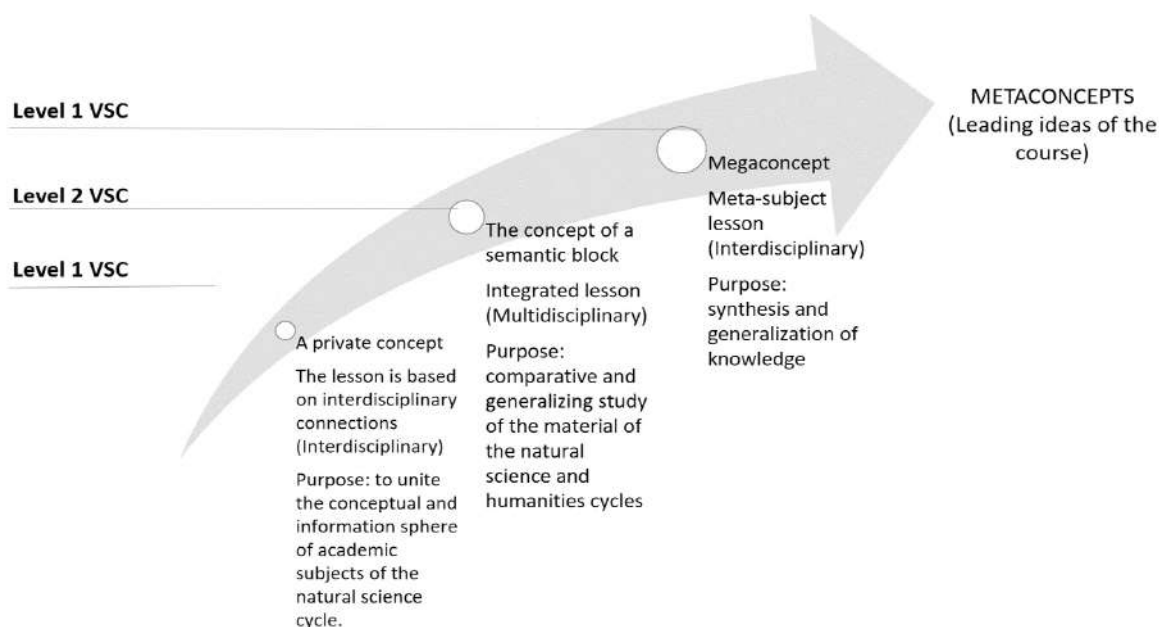 Level 1 VSC
Level 2 VSC
Level 1 VSC
A private concept
The lesson is based
on interdisciplinary
connections
(Interdisciplinary)
Purpose: to unite
the conceptual and
information sphere
of academic
subjects of the
natural science
cycle.
The concept of a
semantic block
Integrated lesson
(Multidisciplinary)
Purpose:
comparative and
generalizing study
of the material of
the natural
science and
humanities cycles
Megaconcept
Meta-subject
lesson
(Interdisciplinary)
Purpose:
synthesis and
generalization of
knowledge
METACONCEPTS
(Leading ideas of the
course)